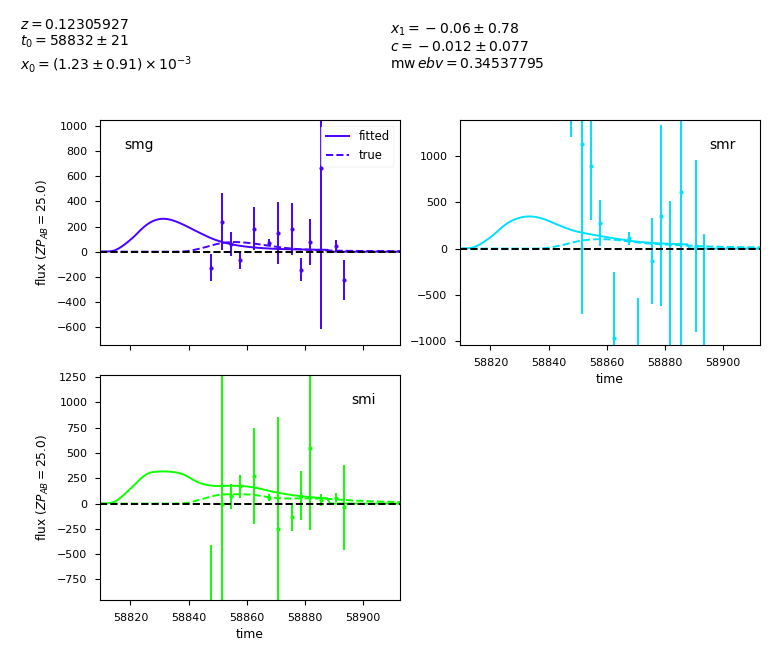 z = 0.12305927
t₀ = 58832 ± 21
x₀ = (1.23 ± 0.91) × 10⁻³
x₁ = −0.06 ± 0.78
c = −0.012 ± 0.077
mw ebv = 0.34537795
smg
fitted
true
1000
800
600
400
200
0
−200
−400
−600
flux (ZP_AB = 25.0)
smr
1000
500
0
−500
−1000
58820 58840 58860 58880 58900
time
smi
1250
1000
750
500
250
0
−250
−500
−750
flux (ZP_AB = 25.0)
58820 58840 58860 58880 58900
time